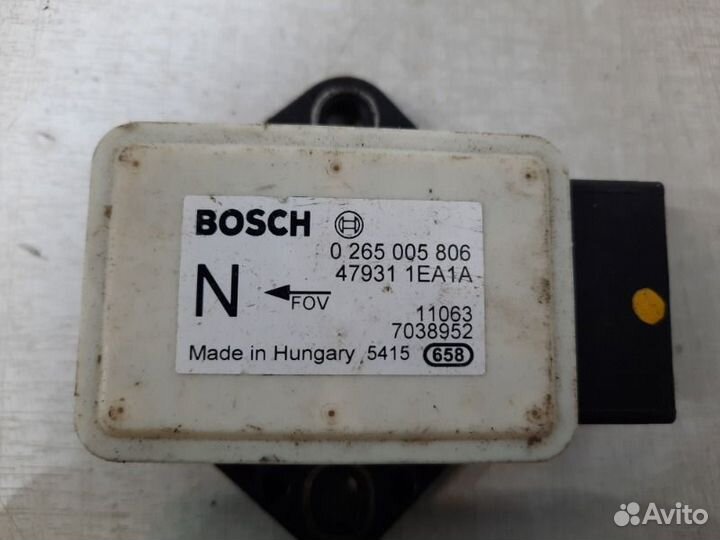 BOSCH
0 265 005 806
47931 1EA1A
N
FOV
11063
7038952
Made in Hungary 5415 658
Avito